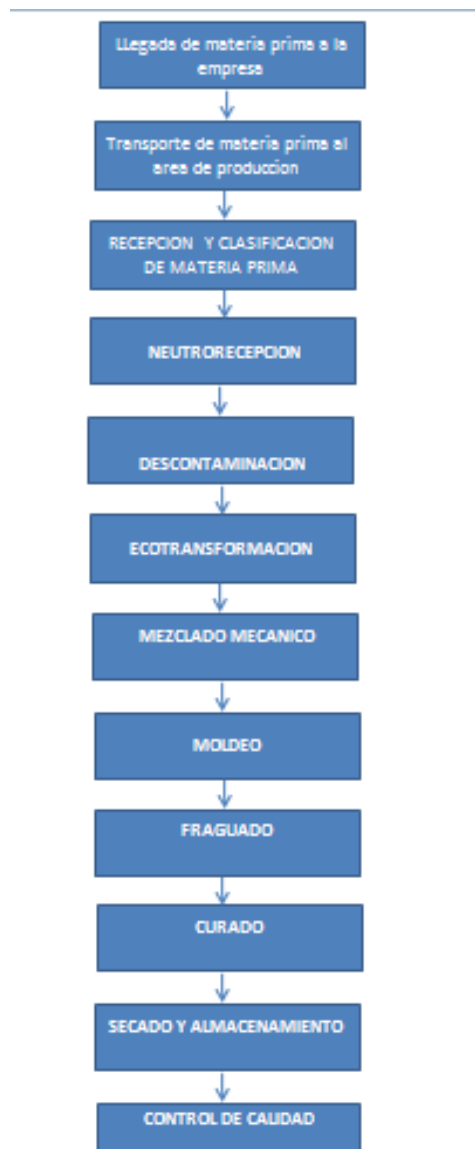 LLegada de materia prima a la
empresa
Transporte de materia prima al
area de produccion
RECEPCION Y CLASIFICACION
DE MATERIA PRIMA
NEUTRORECEPCION
DESCONTAMINACION
ECOTRANSFORMACION
MEZCLADO MECANICO
MOLDEO
FRAGUADO
CURADO
SECADO Y ALMACENAMIENTO
CONTROL DE CALIDAD